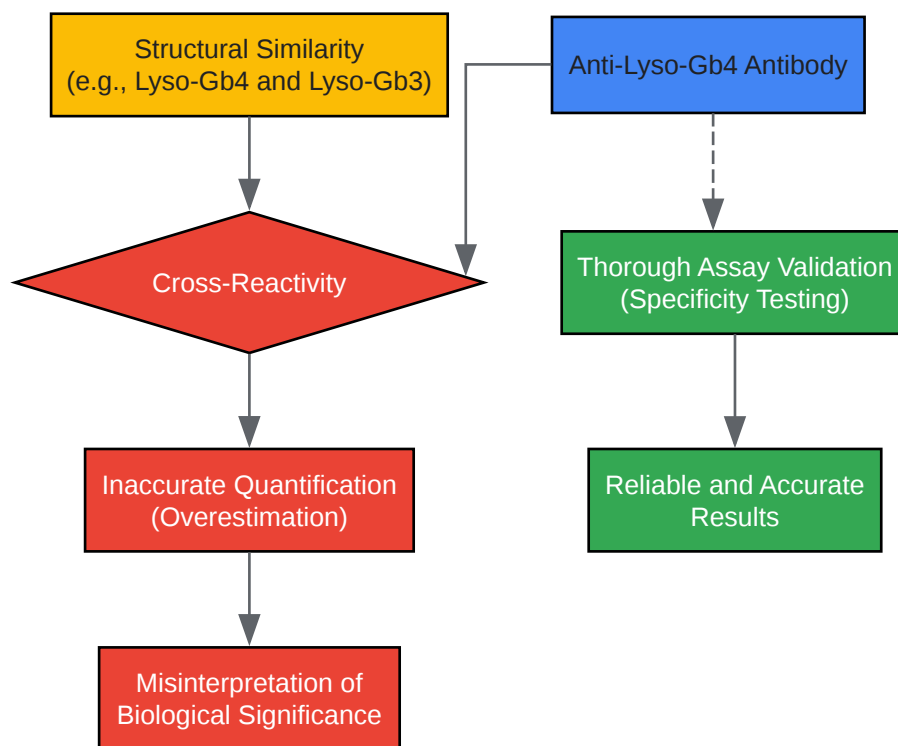 Structural Similarity
(e.g., Lyso-Gb4 and Lyso-Gb3)
Anti-Lyso-Gb4 Antibody
Cross-Reactivity
Thorough Assay Validation
(Specificity Testing)
Inaccurate Quantification
(Overestimation)
Reliable and Accurate
Results
Misinterpretation of
Biological Significance